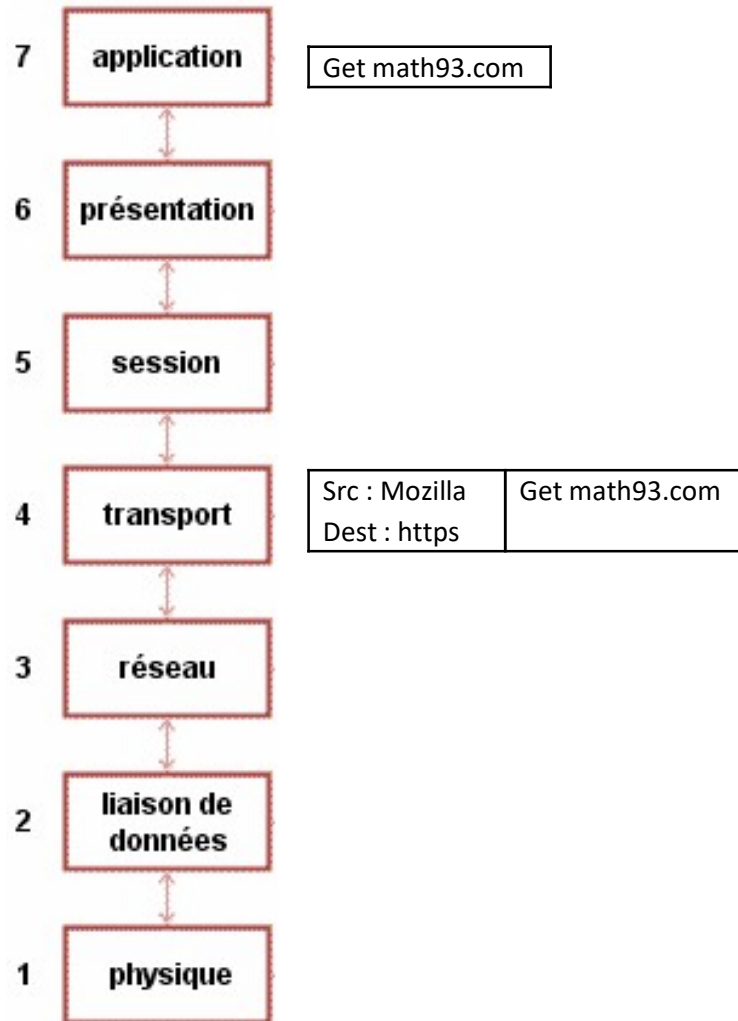 7 application Get math93.com
6 présentation
5 session
4 transport Src : Mozilla Get math93.com
Dest : https
3 réseau
2 liaison de
données
1 physique